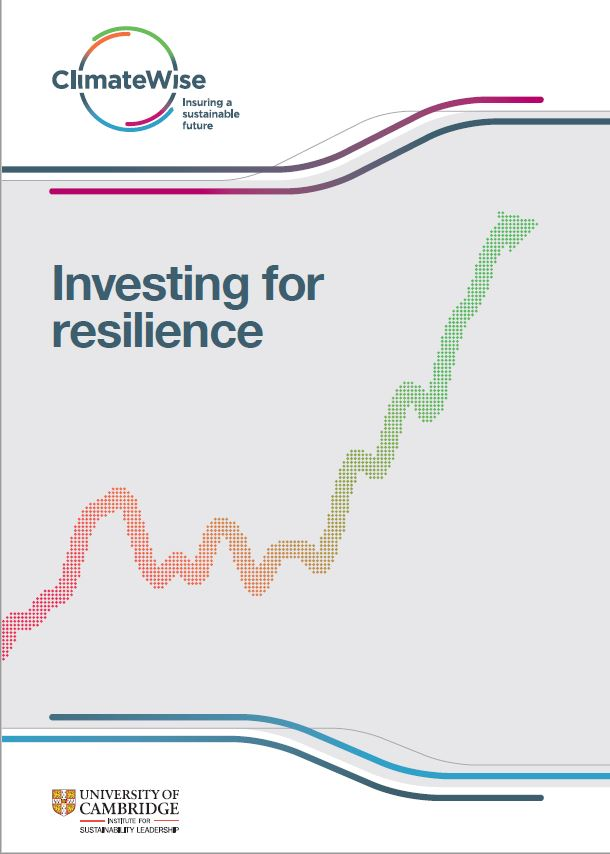 ClimateWise
Insuring a
sustainable
future
Investing for
resilience
UNIVERSITY OF
CAMBRIDGE
INSTITUTE FOR
SUSTAINABILITY LEADERSHIP